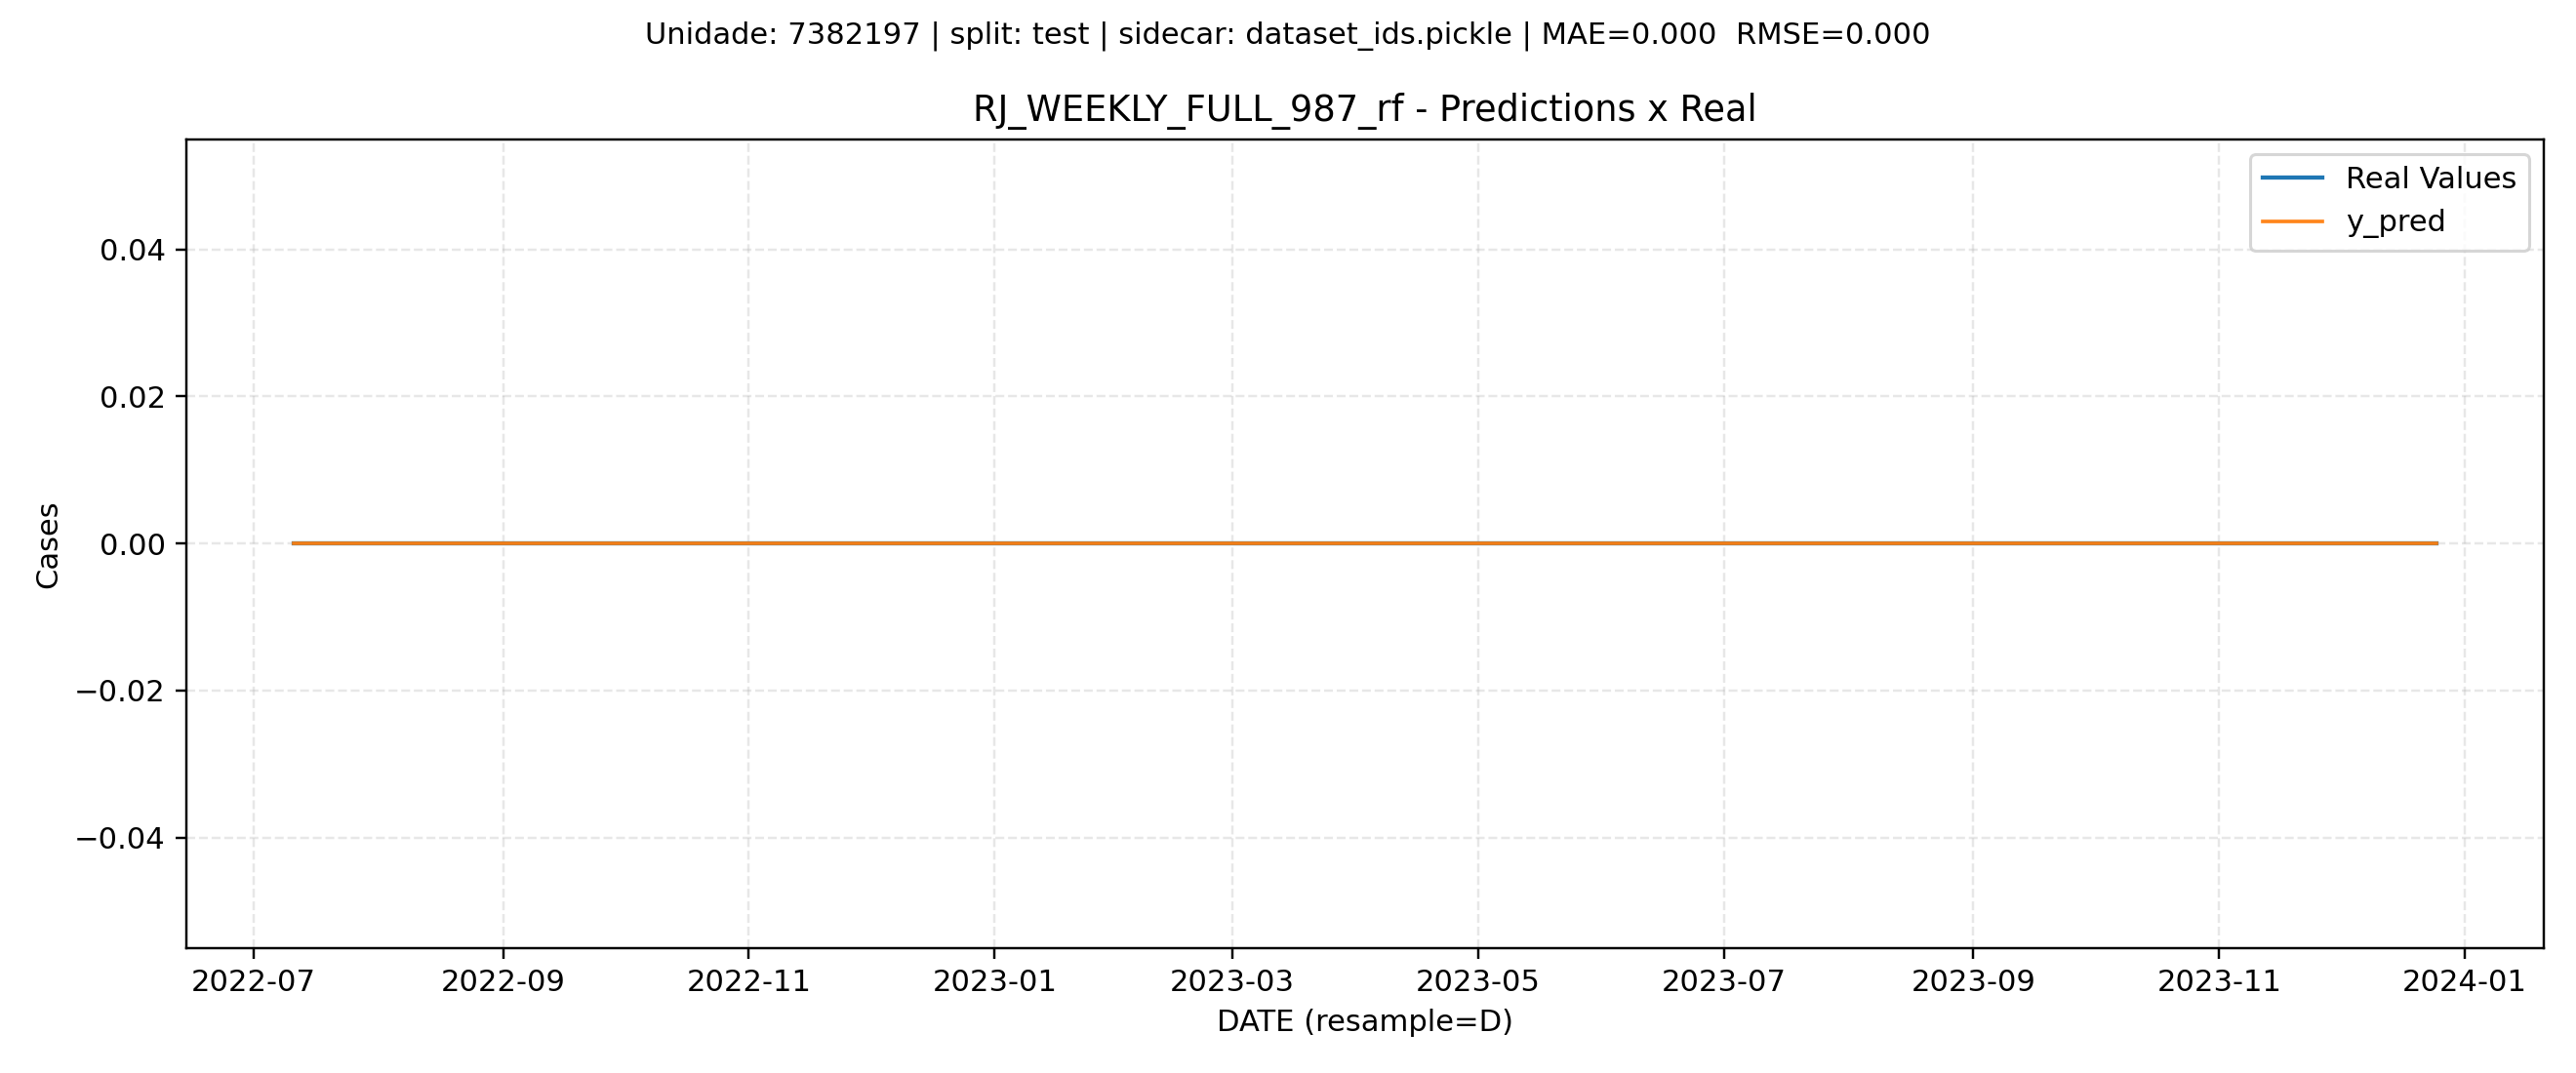 Unidade: 7382197 | split: test | sidecar: dataset_ids.pickle | MAE=0.000  RMSE=0.000
RJ_WEEKLY_FULL_987_rf - Predictions x Real
Real Values
y_pred
0.04
0.02
0.00
−0.02
−0.04
Cases
2022-07
2022-09
2022-11
2023-01
2023-03
2023-05
2023-07
2023-09
2023-11
2024-01
DATE (resample=D)